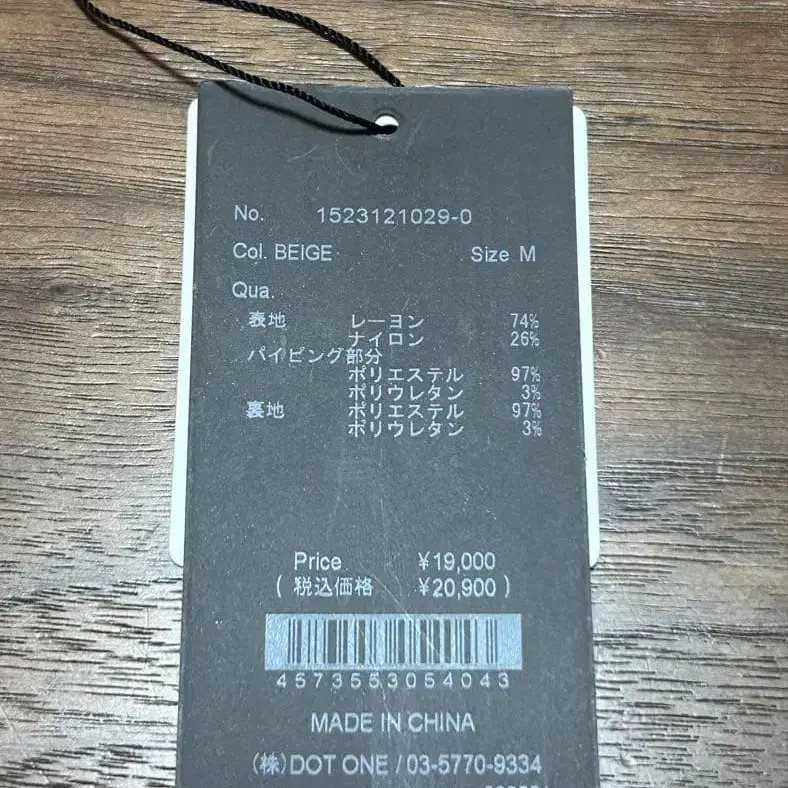 No. 1523121029-0
Col. BEIGE Size M
Qua.
表地 レーヨン 74%
ナイロン 26%
パイピング部分
ポリエステル 97%
ポリウレタン 3%
裏地 ポリエステル 97%
ポリウレタン 3%
Price ¥19,000
( 税込価格 ¥20,900 )
4573553054043
MADE IN CHINA
(株)DOT ONE / 03-5770-9334